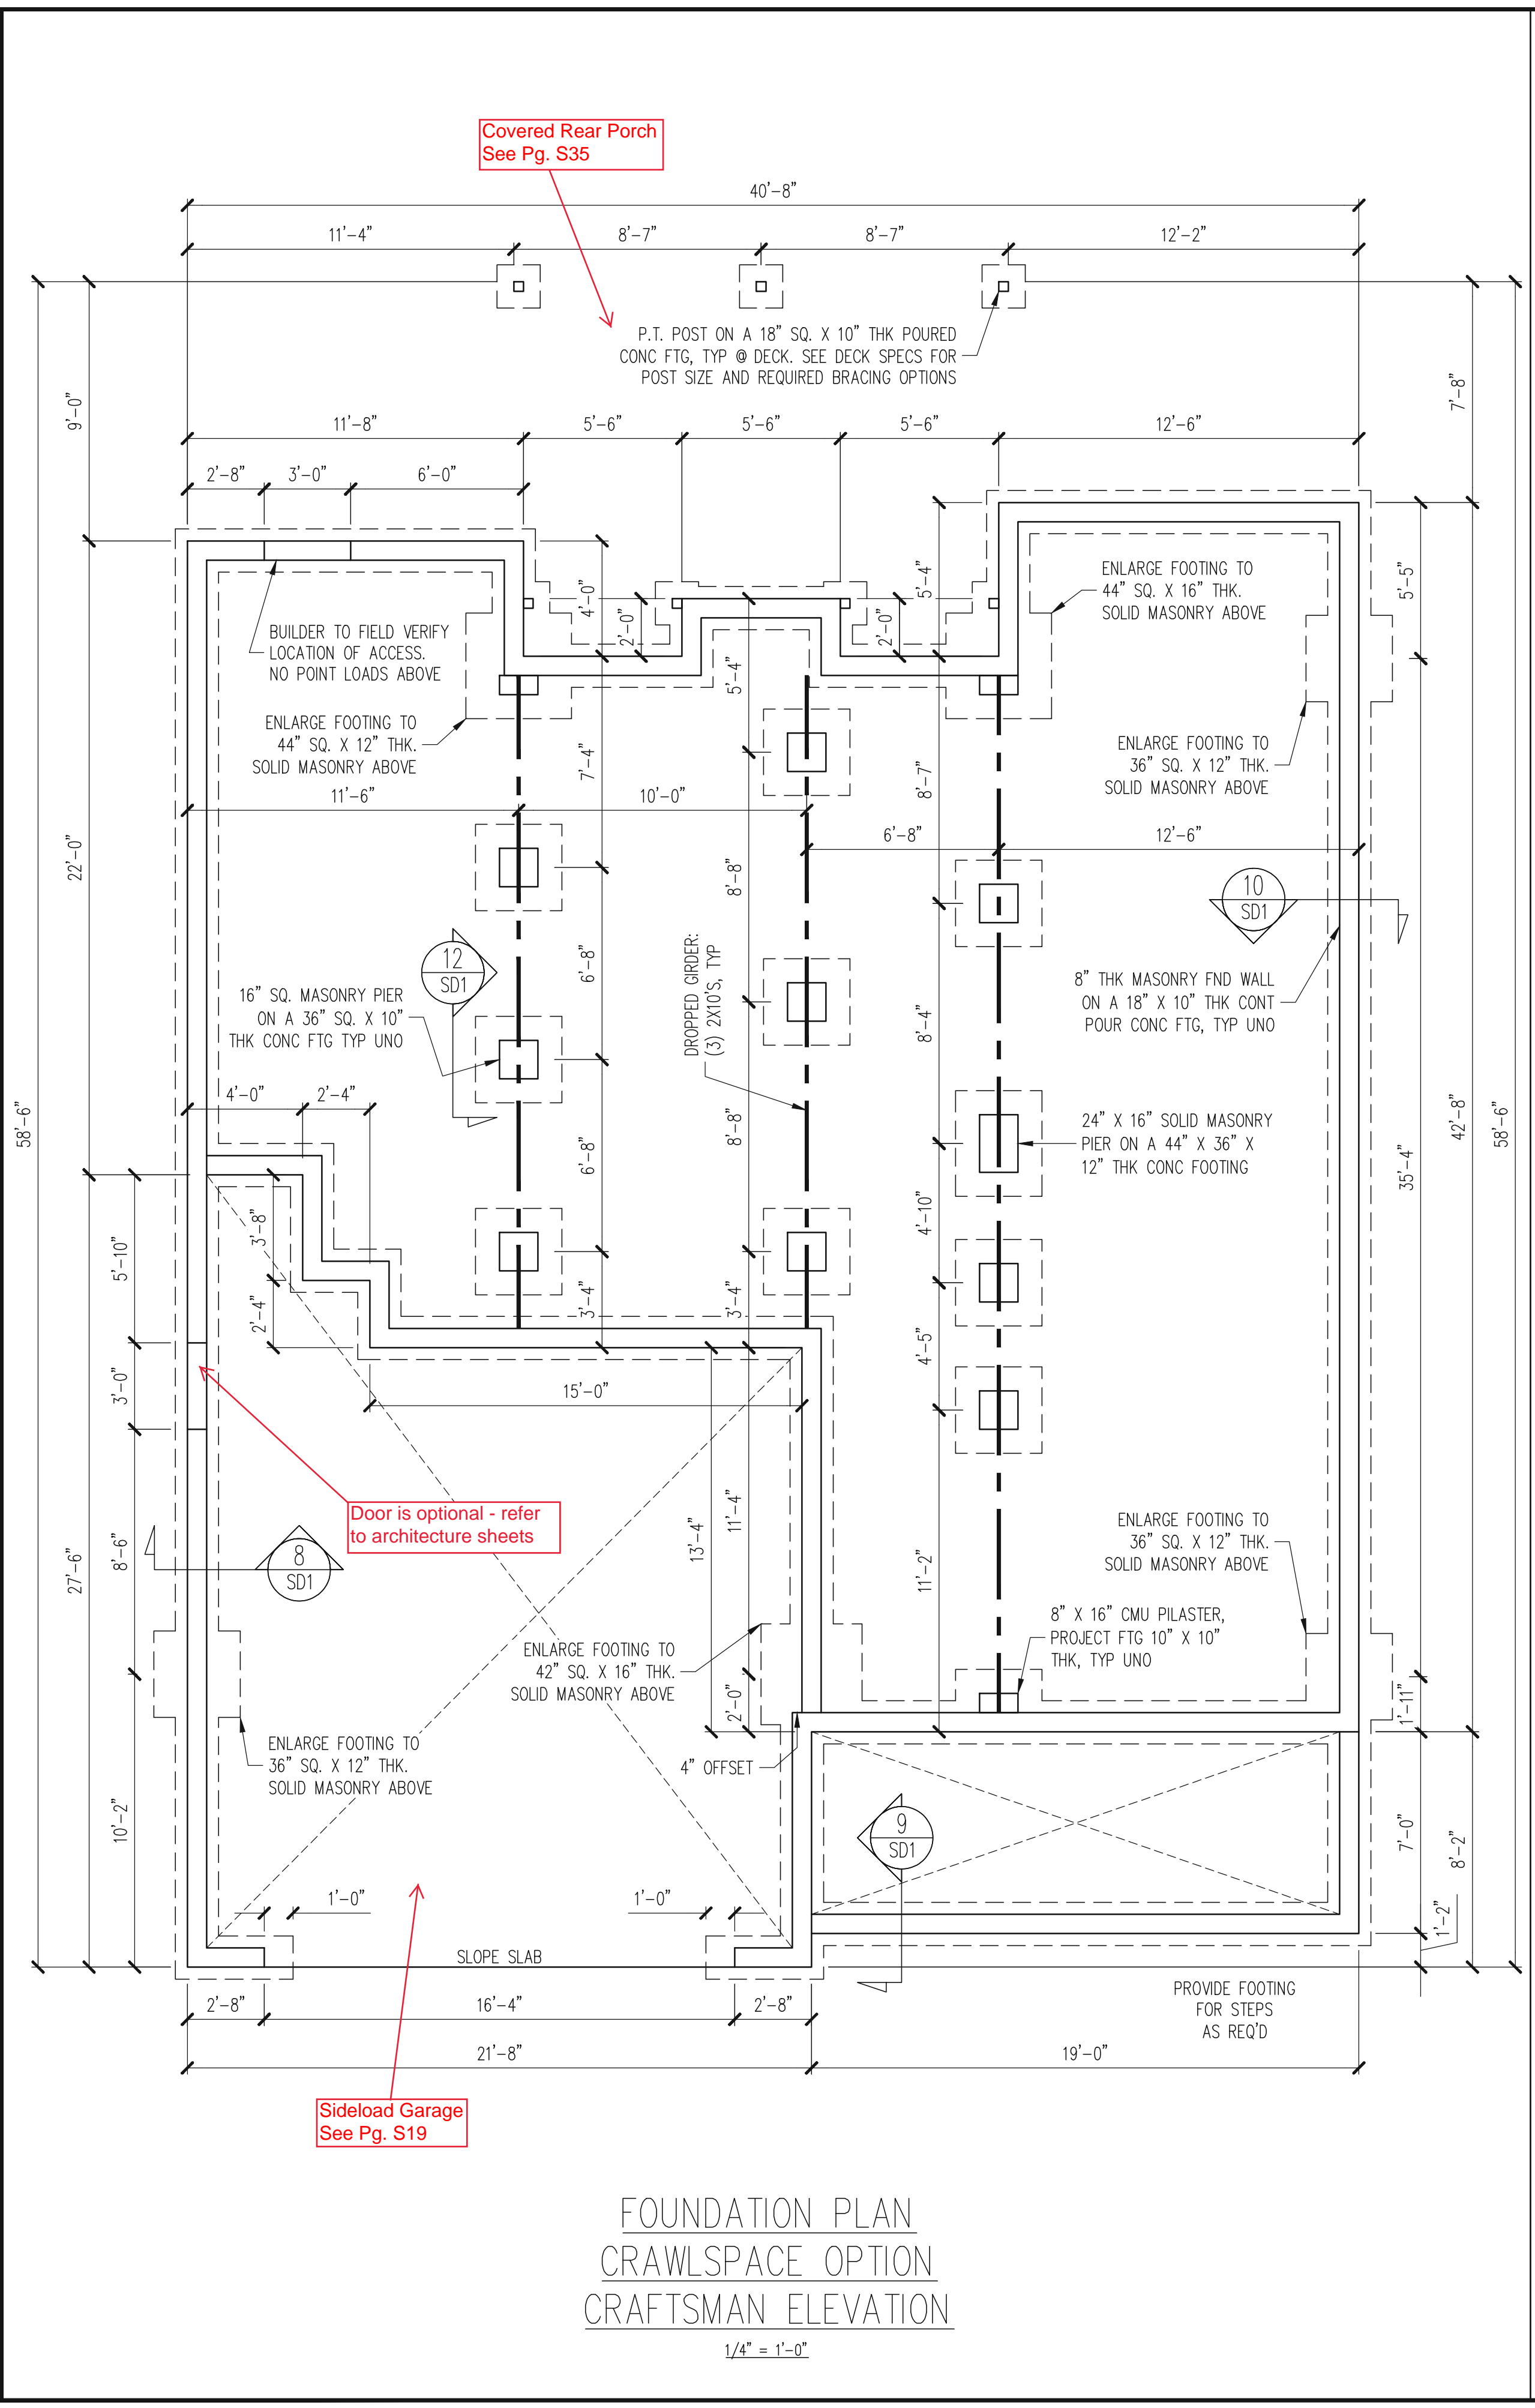 Covered Rear Porch
See Pg. S35
40'-8"
11'-4"
8'-7"
8'-7"
12'-2"
P.T. POST ON A 18" SQ. X 10" THK POURED
CONC FTG, TYP @ DECK. SEE DECK SPECS FOR
POST SIZE AND REQUIRED BRACING OPTIONS
9'-0"
7'-8"
11'-8"
5'-6"
5'-6"
5'-6"
12'-6"
2'-8"
3'-0"
6'-0"
4'-0"
2'-0"
2'-0"
5'-4"
5'-5"
ENLARGE FOOTING TO
44" SQ. X 16" THK.
SOLID MASONRY ABOVE
BUILDER TO FIELD VERIFY
LOCATION OF ACCESS.
NO POINT LOADS ABOVE
5'-4"
ENLARGE FOOTING TO
44" SQ. X 12" THK.
SOLID MASONRY ABOVE
7'-4"
8'-7"
ENLARGE FOOTING TO
36" SQ. X 12" THK.
SOLID MASONRY ABOVE
11'-6"
10'-0"
6'-8"
12'-6"
22'-0"
8'-8"
10
SD1
12
SD1
6'-8"
DROPPED GIRDER:
(3) 2X10'S, TYP
8" THK MASONRY FND WALL
ON A 18" X 10" THK CONT
POUR CONC FTG, TYP UNO
16" SQ. MASONRY PIER
ON A 36" SQ. X 10"
THK CONC FTG TYP UNO
8'-4"
4'-0"
2'-4"
58'-6"
6'-8"
8'-8"
24" X 16" SOLID MASONRY
PIER ON A 44" X 36" X
12" THK CONC FOOTING
35'-4"
42'-8"
58'-6"
3'-8"
4'-10"
5'-10"
2'-4"
3'-4"
3'-4"
4'-5"
3'-0"
15'-0"
Door is optional - refer
to architecture sheets
8'-6"
27'-6"
8
SD1
13'-4"
11'-4"
11'-2"
ENLARGE FOOTING TO
36" SQ. X 12" THK.
SOLID MASONRY ABOVE
8" X 16" CMU PILASTER,
PROJECT FTG 10" X 10"
THK, TYP UNO
ENLARGE FOOTING TO
42" SQ. X 16" THK.
SOLID MASONRY ABOVE
2'-0"
1'-11"
ENLARGE FOOTING TO
36" SQ. X 12" THK.
SOLID MASONRY ABOVE
4" OFFSET
10'-2"
9
SD1
7'-0"
8'-2"
1'-2"
1'-0"
1'-0"
SLOPE SLAB
PROVIDE FOOTING
FOR STEPS
AS REQ'D
2'-8"
16'-4"
2'-8"
21'-8"
19'-0"
Sideload Garage
See Pg. S19
FOUNDATION PLAN
CRAWLSPACE OPTION
CRAFTSMAN ELEVATION
1/4" = 1'-0"